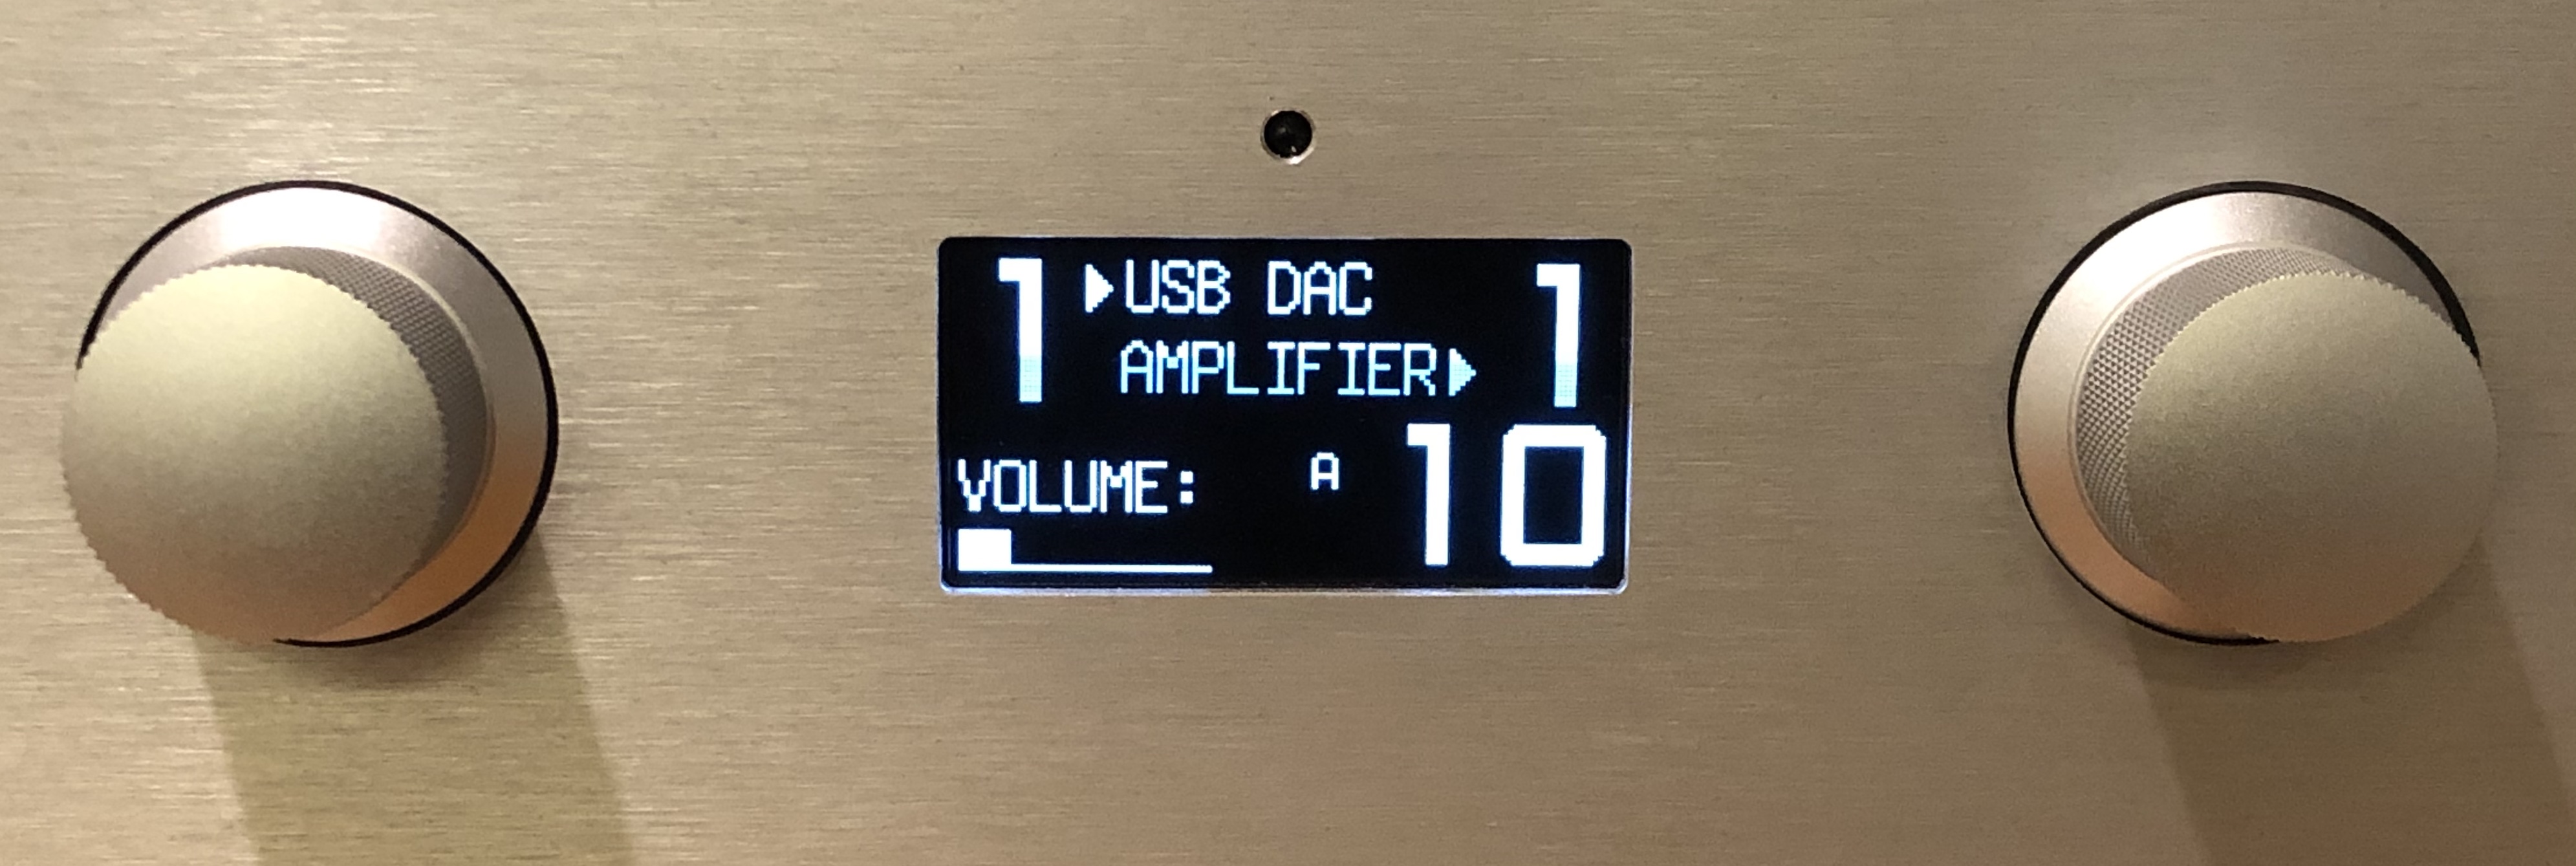 1 ▶USB DAC 1
AMPLIFIER▶
VOLUME: A 10